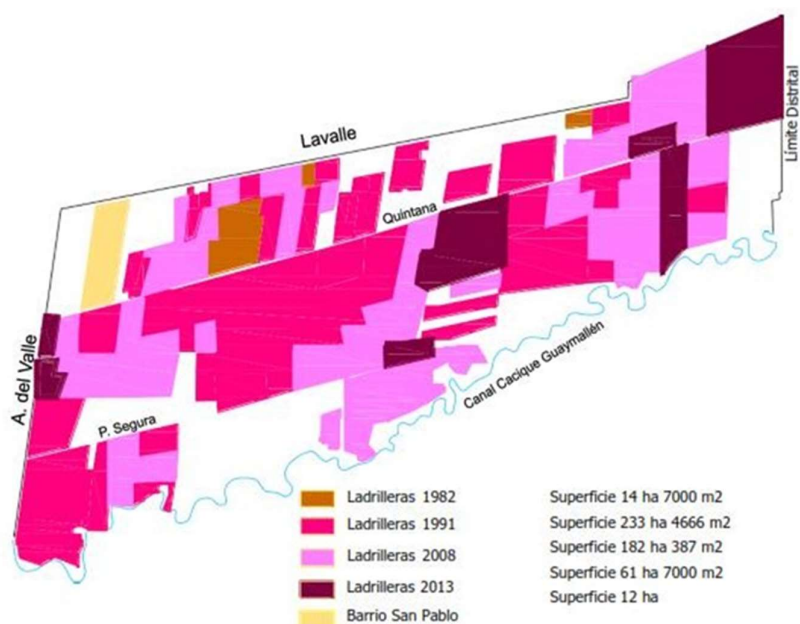 Lavalle
Límite Distrital
Quintana
A. del Valle
Canal Cacique Guaymallén
P. Segura
Ladrilleras 1982 Superficie 14 ha 7000 m2
Ladrilleras 1991 Superficie 233 ha 4666 m2
Ladrilleras 2008 Superficie 182 ha 387 m2
Ladrilleras 2013 Superficie 61 ha 7000 m2
Barrio San Pablo Superficie 12 ha